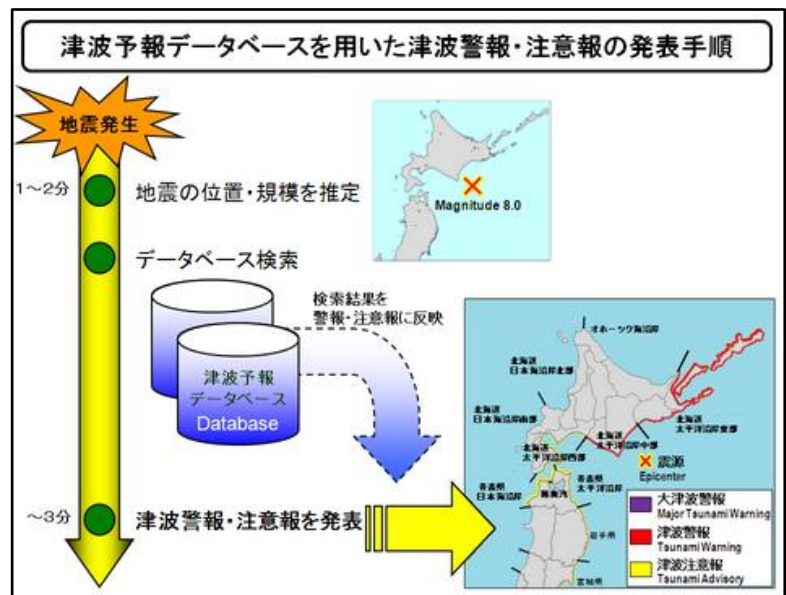 津波予報データベースを用いた津波警報・注意報の発表手順
地震発生
1～2分
地震の位置・規模を推定
Magnitude 8.0
データベース検索
検索結果を
警報・注意報に反映
津波予報
データベース
Database
～3分
津波警報・注意報を発表
オホーツク海沿岸
北海道
日本海沿岸北部
北海道
日本海沿岸南部
北海道
太平洋沿岸東部
北海道
太平洋沿岸中部
北海道
太平洋沿岸西部
震源
Epicenter
青森県
日本海沿岸
陸奥湾
青森県
太平洋沿岸
岩手県
宮城県
大津波警報
Major Tsunami Warning
津波警報
Tsunami Warning
津波注意報
Tsunami Advisory